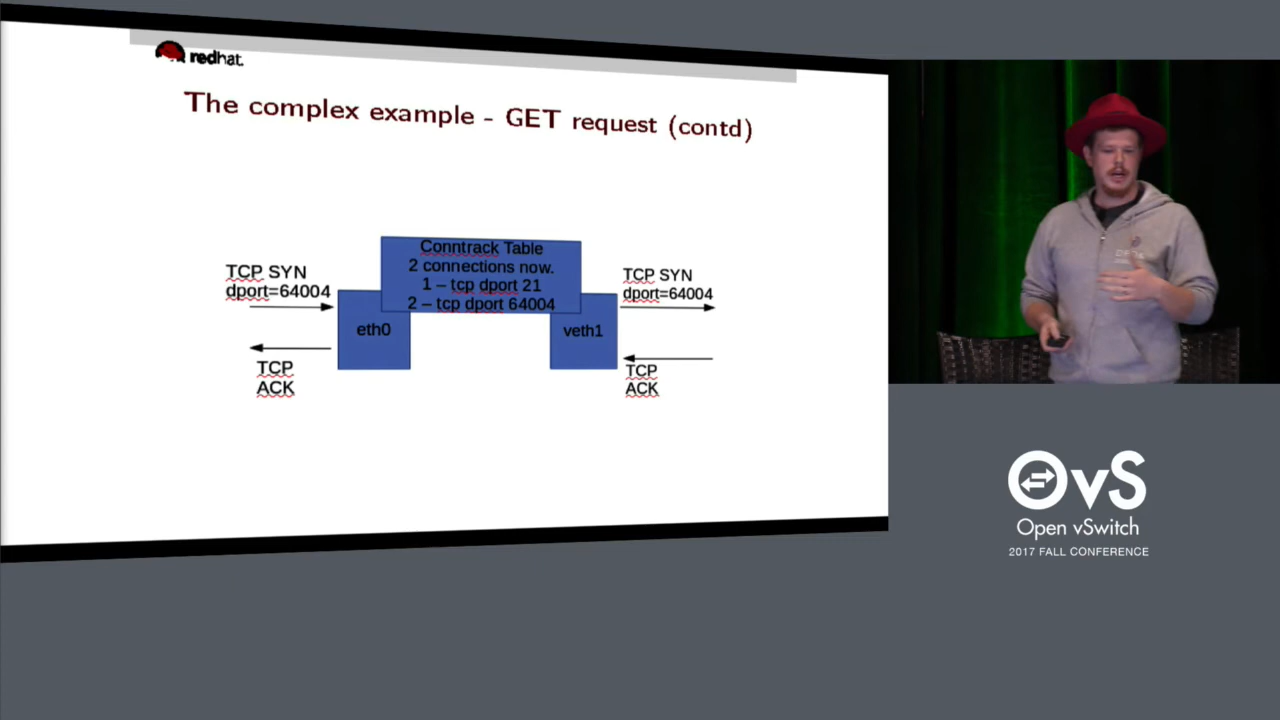 redhat.
The complex example - GET request (contd)
Conntrack Table
2 connections now.
1 – tcp dport 21
2 – tcp dport 64004
TCP SYN
dport=64004
TCP SYN
dport=64004
eth0
veth1
TCP
ACK
TCP
ACK
OvS
Open vSwitch
2017 FALL CONFERENCE